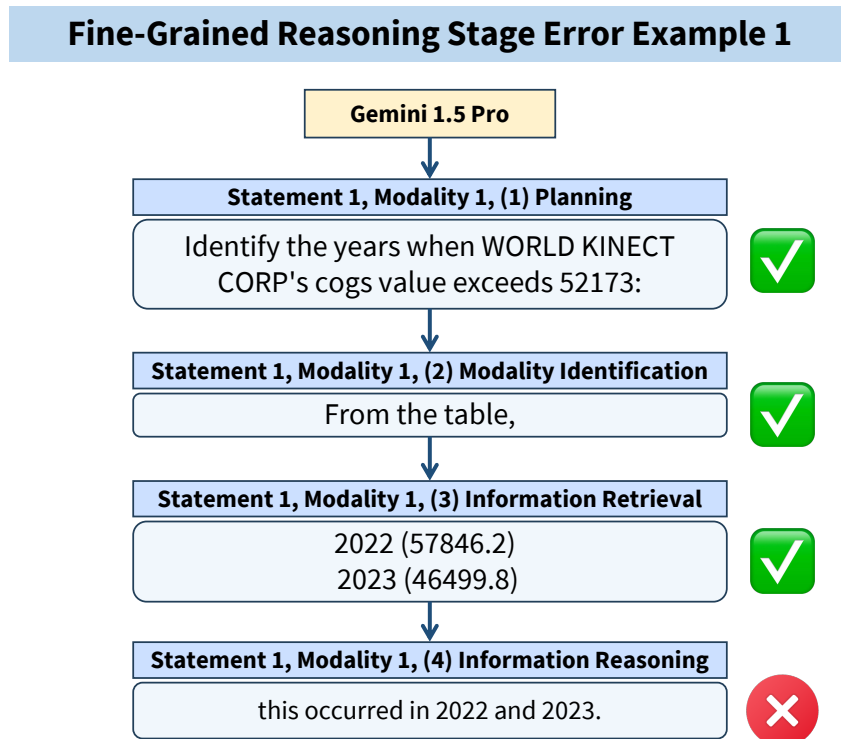 Fine-Grained Reasoning Stage Error Example 1
Gemini 1.5 Pro
Statement 1, Modality 1, (1) Planning
Identify the years when WORLD KINECT
CORP's cogs value exceeds 52173:
Statement 1, Modality 1, (2) Modality Identification
From the table,
Statement 1, Modality 1, (3) Information Retrieval
2022 (57846.2)
2023 (46499.8)
Statement 1, Modality 1, (4) Information Reasoning
this occurred in 2022 and 2023.